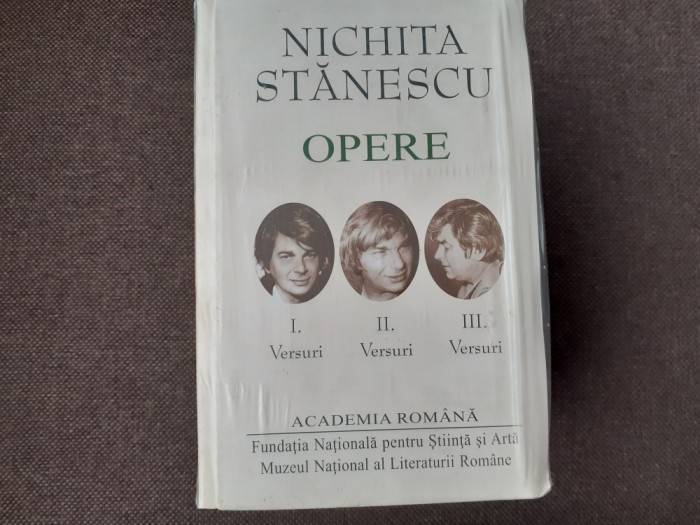 NICHITA
STĂNESCU
OPERE
I. II. III.
Versuri Versuri Versuri
ACADEMIA ROMÂNĂ
Fundația Națională pentru Știință și Artă
Muzeul Național al Literaturii Române